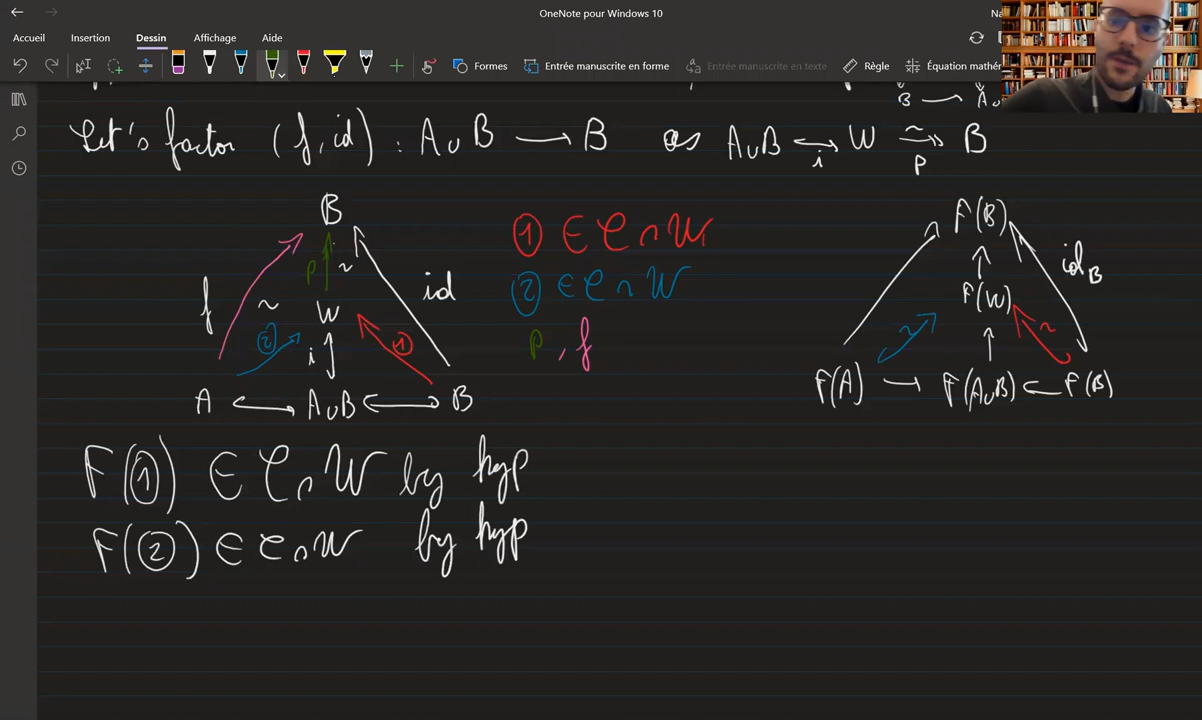 OneNote pour Windows 10
Na
Accueil Insertion Dessin Affichage Aide
Formes Entrée manuscrite en forme Entrée manuscrite en texte Règle Équation mathé
B → A
Let's factor (f, id) : A∪B → B as A∪B ↪ W ↠ B
i ~ p
B
p ~
f ~ W id
② i ①
A ↪ A∪B ↩ B
① ∈ C ∩ W
② ∈ C ∩ W
p , f
F(B)
id_B
F(W)
~ ~
F(A) → F(A∪B) ← F(B)
F(①) ∈ C ∩ W by hyp
F(②) ∈ C ∩ W by hyp